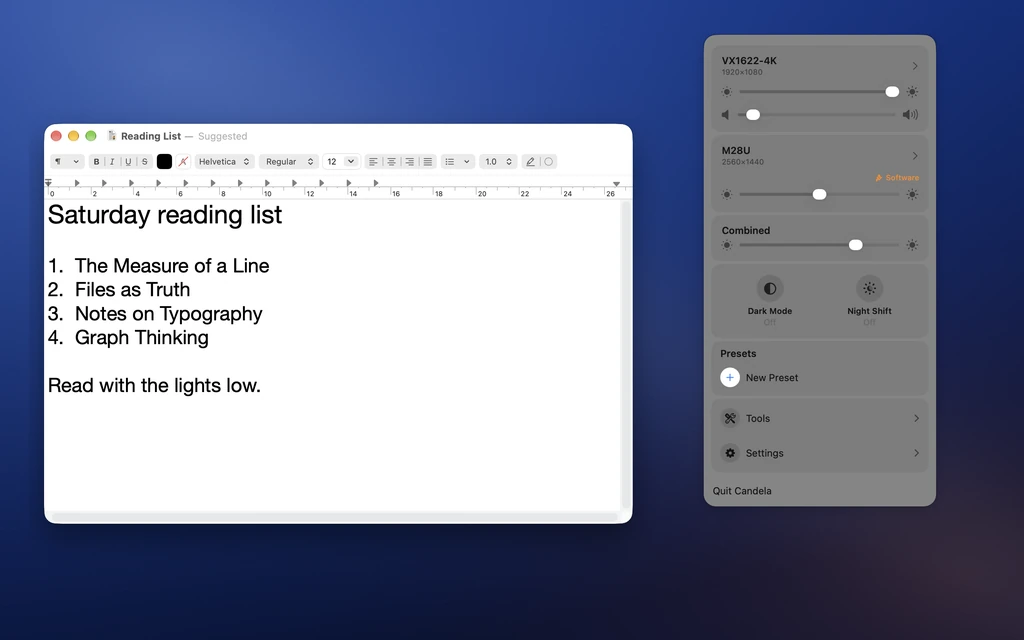 Reading List — Suggested
¶ B I U S A Helvetica Regular 12 1.0
0 2 4 6 8 10 12 14 16 18 20 22 24 26
Saturday reading list
1. The Measure of a Line
2. Files as Truth
3. Notes on Typography
4. Graph Thinking
Read with the lights low.
VX1622-4K
1920×1080
M28U
2560×1440
Software
Combined
Dark Mode
Off
Night Shift
Off
Presets
New Preset
Tools
Settings
Quit Candela